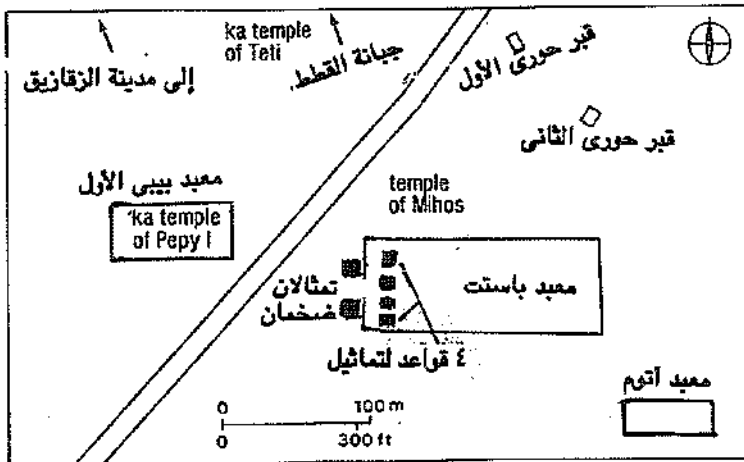 ka temple
of Teti
جبانة القطط
إلى مدينة الزقازيق
قبر حورى الأول
قبر حورى الثانى
معبد بيبى الأول
ka temple
of Pepy I
temple
of Mihos
تمثالان
ضخمان
معبد باستت
٤ قواعد لتماثيل
معبد آتوم
0 100 m
0 300 ft